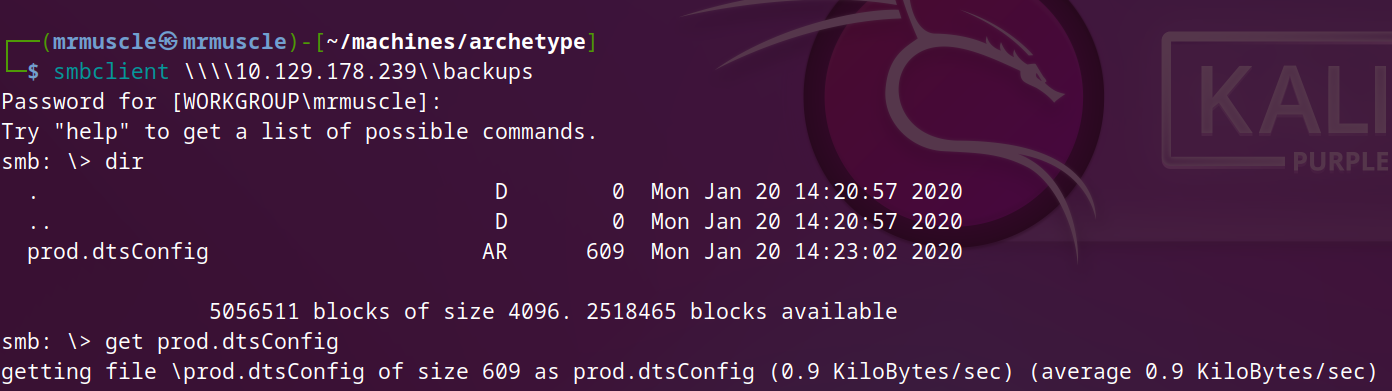 ┌──(mrmuscle㉿mrmuscle)-[~/machines/archetype]
└─$ smbclient \\\\10.129.178.239\\backups
Password for [WORKGROUP\mrmuscle]:
Try "help" to get a list of possible commands.
smb: \> dir
  .                                   D        0  Mon Jan 20 14:20:57 2020
  ..                                  D        0  Mon Jan 20 14:20:57 2020
  prod.dtsConfig                     AR      609  Mon Jan 20 14:23:02 2020
                5056511 blocks of size 4096. 2518465 blocks available
smb: \> get prod.dtsConfig
getting file \prod.dtsConfig of size 609 as prod.dtsConfig (0.9 KiloBytes/sec) (average 0.9 KiloBytes/sec)
KALI
PURPLE